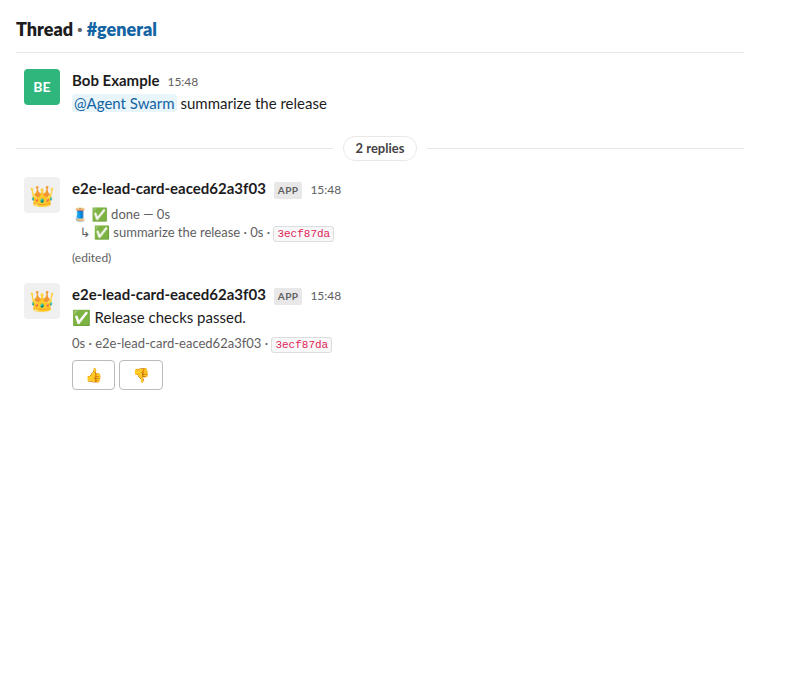 Thread • #general
BE
Bob Example 15:48
@Agent Swarm summarize the release
2 replies
e2e-lead-card-eaced62a3f03 APP 15:48
🧵 ✅ done — 0s
↳ ✅ summarize the release · 0s · 3ecf87da
(edited)
e2e-lead-card-eaced62a3f03 APP 15:48
✅ Release checks passed.
0s · e2e-lead-card-eaced62a3f03 · 3ecf87da
👍 👎